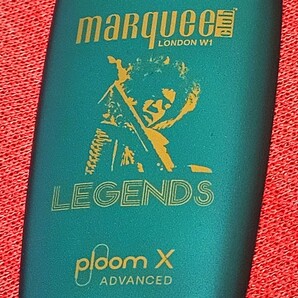 marquee
club
LONDON W1
LEGENDS
ploom X
ADVANCED